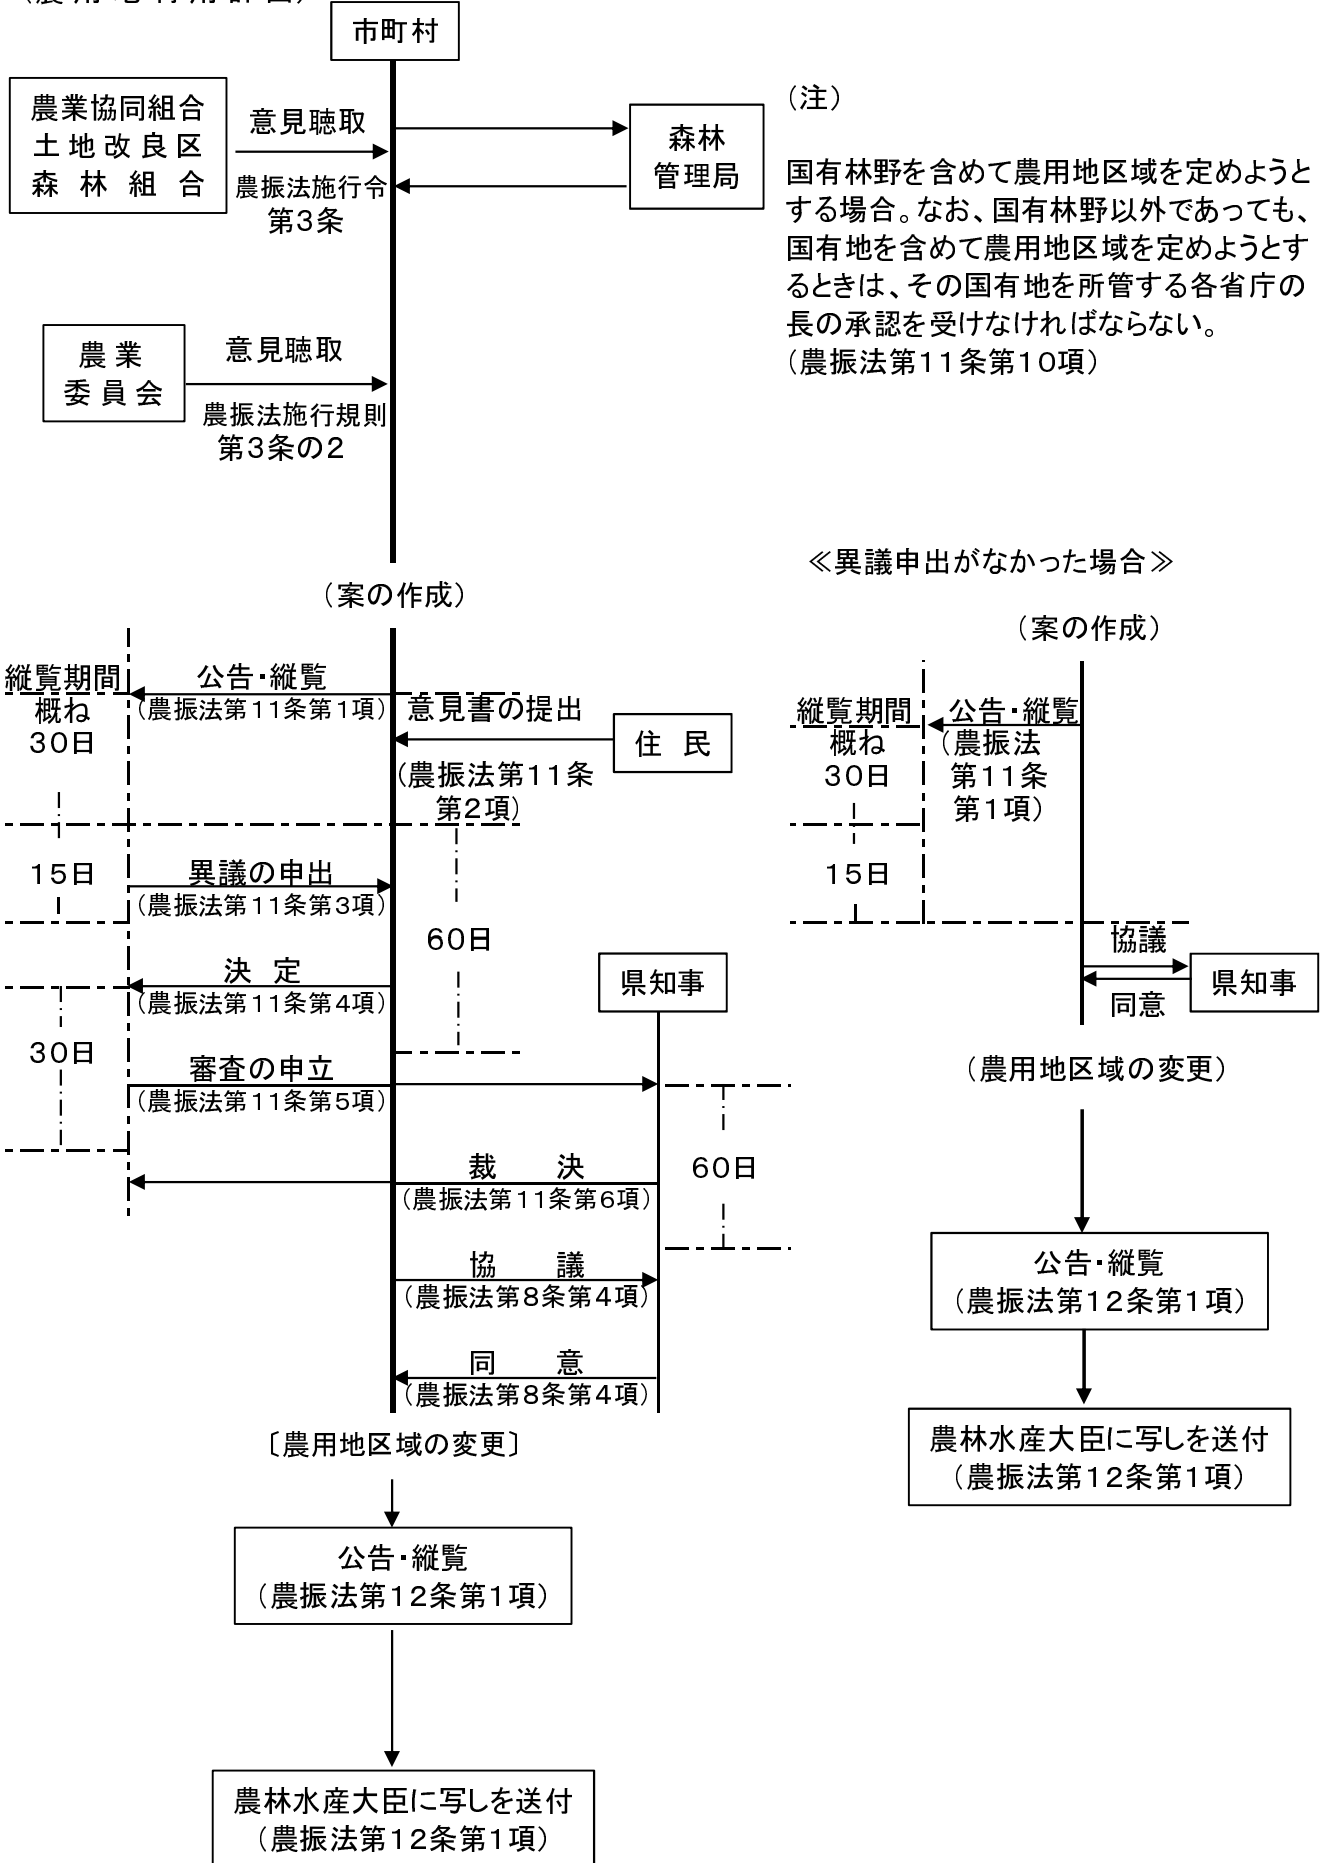 （農用地利用計画）
市町村
農業協同組合
土地改良区
森林組合
意見聴取
農振法施行令
第３条
森林
管理局
（注）
国有林野を含めて農用地区域を定めようと
する場合。なお、国有林野以外であっても、
国有地を含めて農用地区域を定めようとす
るときは、その国有地を所管する各省庁の
長の承認を受けなければならない。
（農振法第１１条第１０項）
農業
委員会
意見聴取
農振法施行規則
第３条の２
（案の作成）
縦覧期間
概ね
３０日
公告・縦覧
（農振法第１１条第１項）
意見書の提出
住民
（農振法第１１条
第２項）
１５日
異議の申出
（農振法第１１条第３項）
６０日
決定
（農振法第１１条第４項）
県知事
３０日
審査の申立
（農振法第１１条第５項）
裁決
（農振法第１１条第６項）
６０日
協議
（農振法第８条第４項）
同意
（農振法第８条第４項）
〔農用地区域の変更〕
公告・縦覧
（農振法第１２条第１項）
農林水産大臣に写しを送付
（農振法第１２条第１項）
≪異議申出がなかった場合≫
（案の作成）
縦覧期間
概ね
３０日
公告・縦覧
（農振法
第１１条
第１項）
１５日
協議
県知事
同意
（農用地区域の変更）
公告・縦覧
（農振法第１２条第１項）
農林水産大臣に写しを送付
（農振法第１２条第１項）